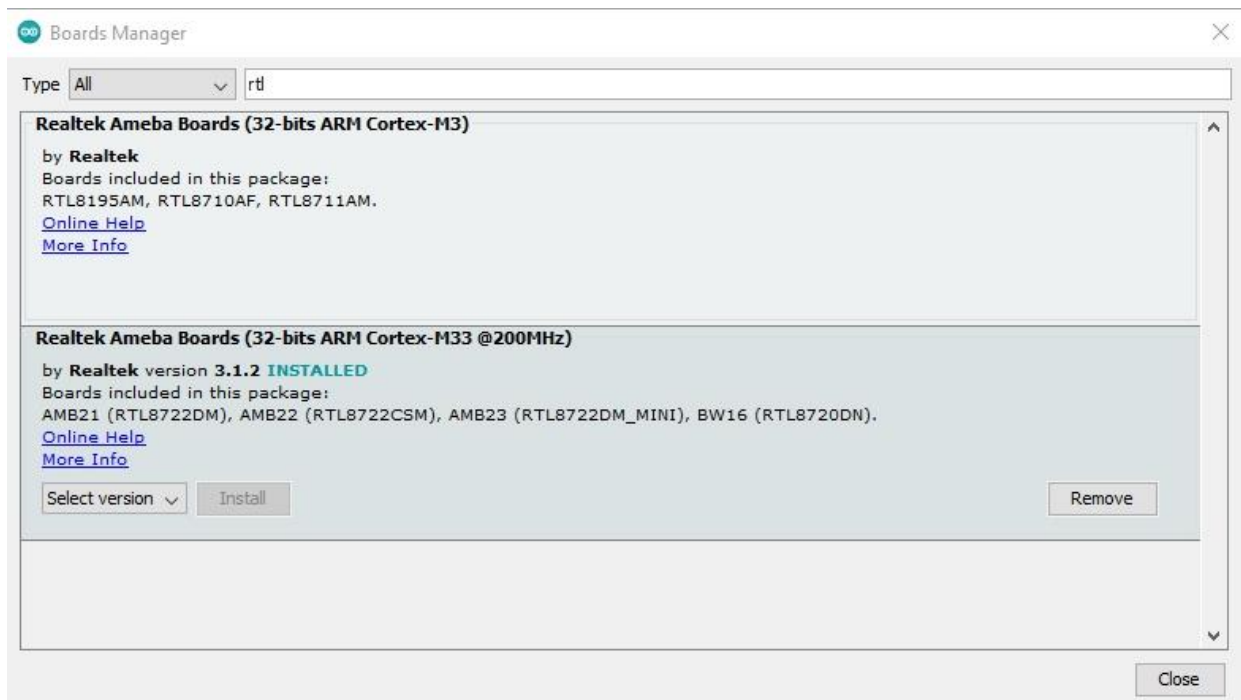 Boards Manager
Type All rtl
Realtek Ameba Boards (32-bits ARM Cortex-M3)
by Realtek
Boards included in this package:
RTL8195AM, RTL8710AF, RTL8711AM.
Online Help
More Info
Realtek Ameba Boards (32-bits ARM Cortex-M33 @200MHz)
by Realtek version 3.1.2 INSTALLED
Boards included in this package:
AMB21 (RTL8722DM), AMB22 (RTL8722CSM), AMB23 (RTL8722DM_MINI), BW16 (RTL8720DN).
Online Help
More Info
Select version Install Remove
Close